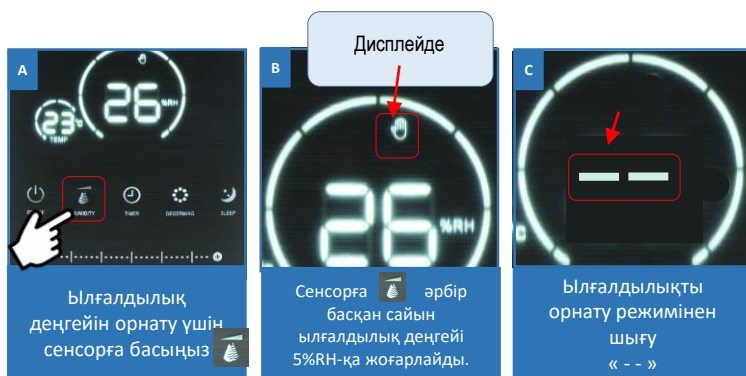 Дисплейде
A
26 %RH
23 °C
TEMP
HUMIDITY
TIMER
DEGERMING
SLEEP
Ылғалдылық
деңгейін орнату үшін
сенсорға басыңыз
B
26 %RH
Сенсорға әрбір
басқан сайын
ылғалдылық деңгейі
5%RH-қа жоғарлайды.
C
Ылғалдылықты
орнату режимінен
шығу
« - - »